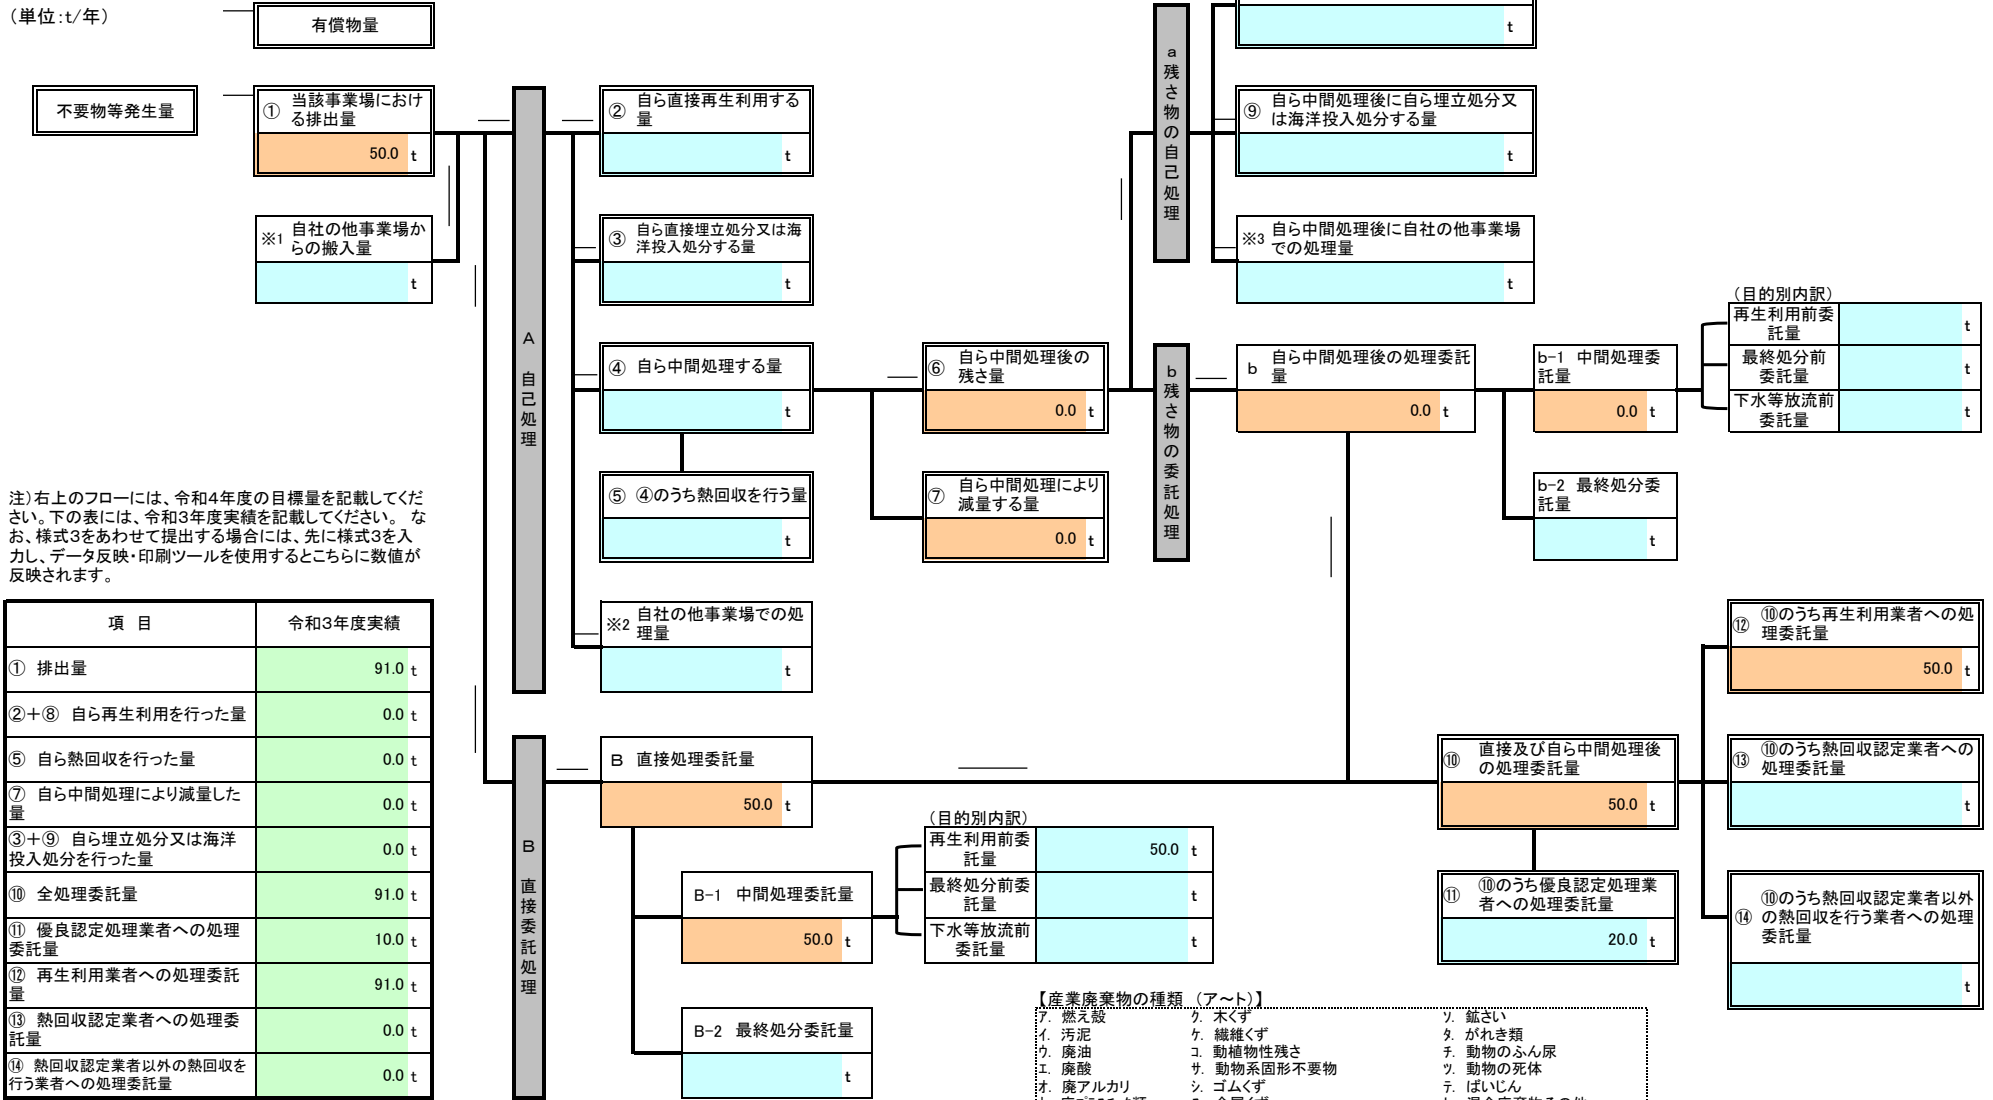 （単位：t/年）
有償物量
t
不要物等発生量
① 当該事業場におけ
る排出量
50.0 t
※1 自社の他事業場か
らの搬入量
t
A 自己処理
② 自ら直接再生利用する
量
t
③ 自ら直接埋立処分又は海
洋投入処分する量
t
④ 自ら中間処理する量
t
⑤ ④のうち熱回収を行う量
t
※2 自社の他事業場での処
理量
t
⑥ 自ら中間処理後の
残さ量
0.0 t
⑦ 自ら中間処理により
減量する量
0.0 t
a 残さ物の自己処理
⑨ 自ら中間処理後に自ら埋立処分又
は海洋投入処分する量
t
※3 自ら中間処理後に自社の他事業場
での処理量
t
b 残さ物の委託処理
b 自ら中間処理後の処理委託
量
0.0 t
b-1 中間処理委
託量
0.0 t
b-2 最終処分委
託量
t
（目的別内訳）
再生利用前委
託量
t
最終処分前
委託量
t
下水等放流前
委託量
t
注）右上のフローには、令和４年度の目標量を記載してくだ
さい。下の表には、令和３年度実績を記載してください。 な
お、様式３をあわせて提出する場合には、先に様式３を入
力し、データ反映・印刷ツールを使用するとこちらに数値が
反映されます。
項 目 令和３年度実績
① 排出量 91.0 t
②＋⑧ 自ら再生利用を行った量 0.0 t
⑤ 自ら熱回収を行った量 0.0 t
⑦ 自ら中間処理により減量した
量 0.0 t
③＋⑨ 自ら埋立処分又は海洋
投入処分を行った量 0.0 t
⑩ 全処理委託量 91.0 t
⑪ 優良認定処理業者への処理
委託量 10.0 t
⑫ 再生利用業者への処理委託
量 91.0 t
⑬ 熱回収認定業者への処理委
託量 0.0 t
⑭ 熱回収認定業者以外の熱回収を
行う業者への処理委託量 0.0 t
B 直接委託処理
B 直接処理委託量
50.0 t
B-1 中間処理委託量
50.0 t
B-2 最終処分委託量
t
（目的別内訳）
再生利用前委
託量
50.0 t
最終処分前委
託量
t
下水等放流前
委託量
t
⑩ 直接及び自ら中間処理後
の処理委託量
50.0 t
⑪ ⑩のうち優良認定処理業
者への処理委託量
20.0 t
⑫ ⑩のうち再生利用業者への処
理委託量
50.0 t
⑬ ⑩のうち熱回収認定業者への
処理委託量
t
⑭ ⑩のうち熱回収認定業者以外
の熱回収を行う業者への処理
委託量
t
【産業廃棄物の種類 （ア～ト）】
ア. 燃え殻 ク. 木くず ソ. 鉱さい
イ. 汚泥 ケ. 繊維くず タ. がれき類
ウ. 廃油 コ. 動植物性残さ チ. 動物のふん尿
エ. 廃酸 サ. 動物系固形不要物 ツ. 動物の死体
オ. 廃アルカリ シ. ゴムくず テ. ばいじん